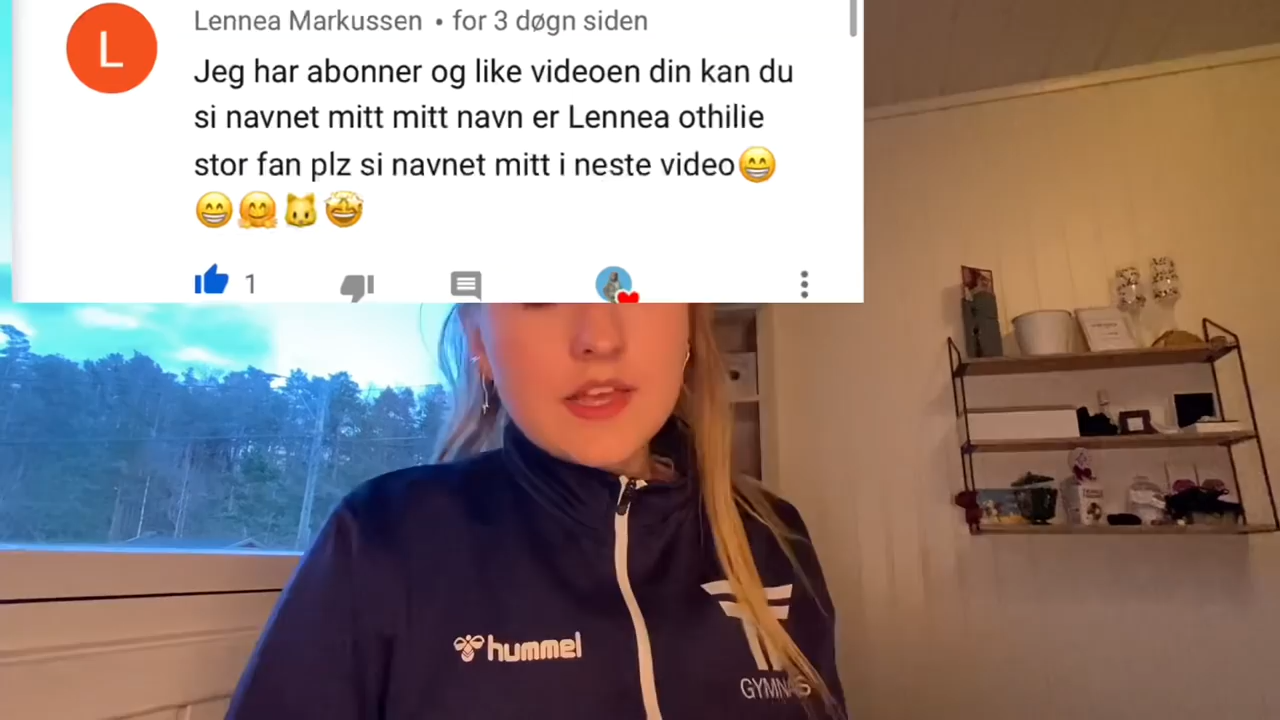 L
Lennea Markussen • for 3 døgn siden
Jeg har abonner og like videoen din kan du
si navnet mitt mitt navn er Lennea othilie
stor fan plz si navnet mitt i neste video😁
😁🤗🐱🤩
1
hummel